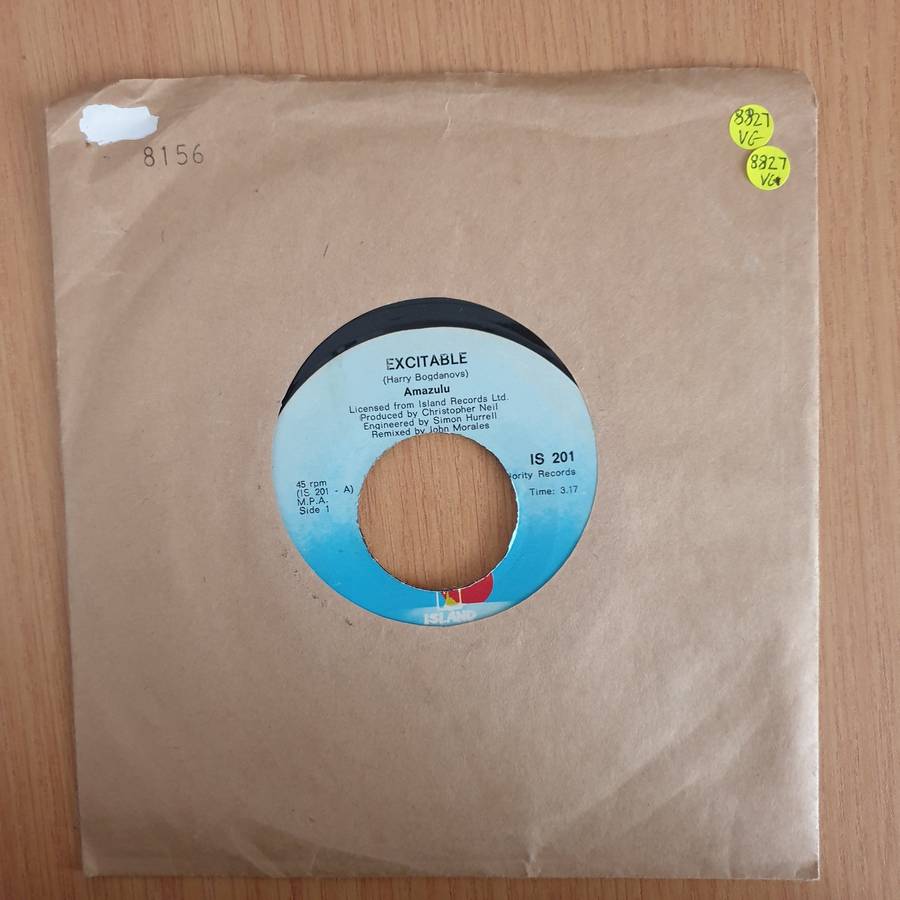 8156
8827
VG
8827
VG+
EXCITABLE
(Harry Bogdanovs)
Amazulu
Licensed from Island Records Ltd.
Produced by Christopher Neil
Engineered by Simon Hurrell
Remixed by John Morales
IS 201
Records
Time: 3.17
45 rpm
(IS 201 - A)
M.P.A.
Side 1
ISLAND